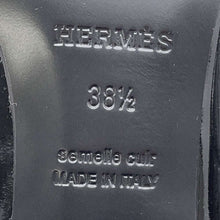 HERMÈS
38½
semelle cuir
MADE IN ITALY